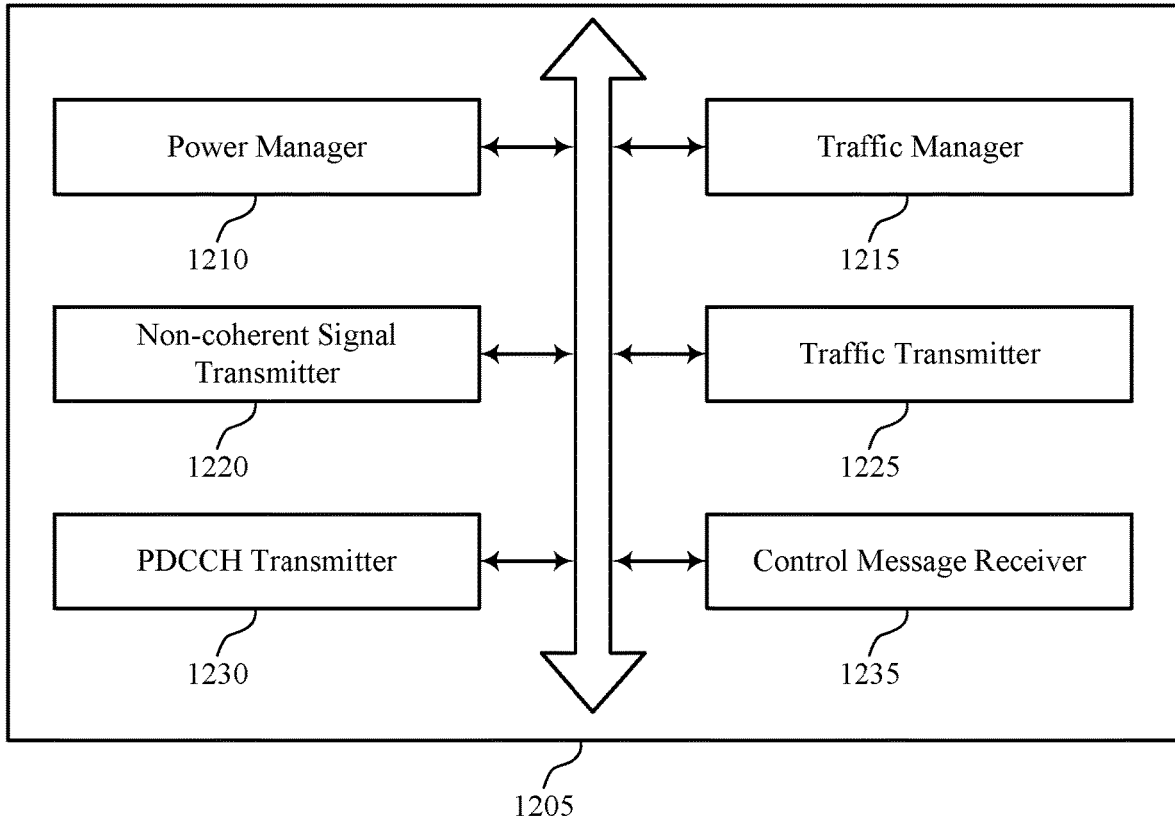 Power Manager
Traffic Manager
1210
1215
Non-coherent Signal
Transmitter
Traffic Transmitter
1220
1225
PDCCH Transmitter
Control Message Receiver
1230
1235
1205